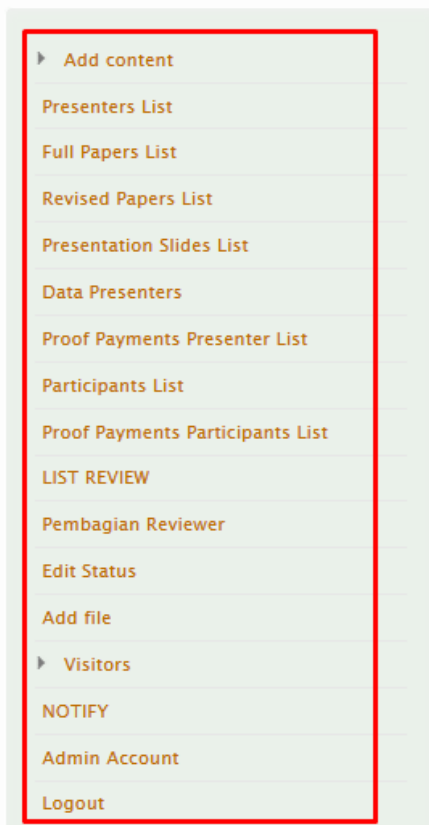 Add content
Presenters List
Full Papers List
Revised Papers List
Presentation Slides List
Data Presenters
Proof Payments Presenter List
Participants List
Proof Payments Participants List
LIST REVIEW
Pembagian Reviewer
Edit Status
Add file
Visitors
NOTIFY
Admin Account
Logout